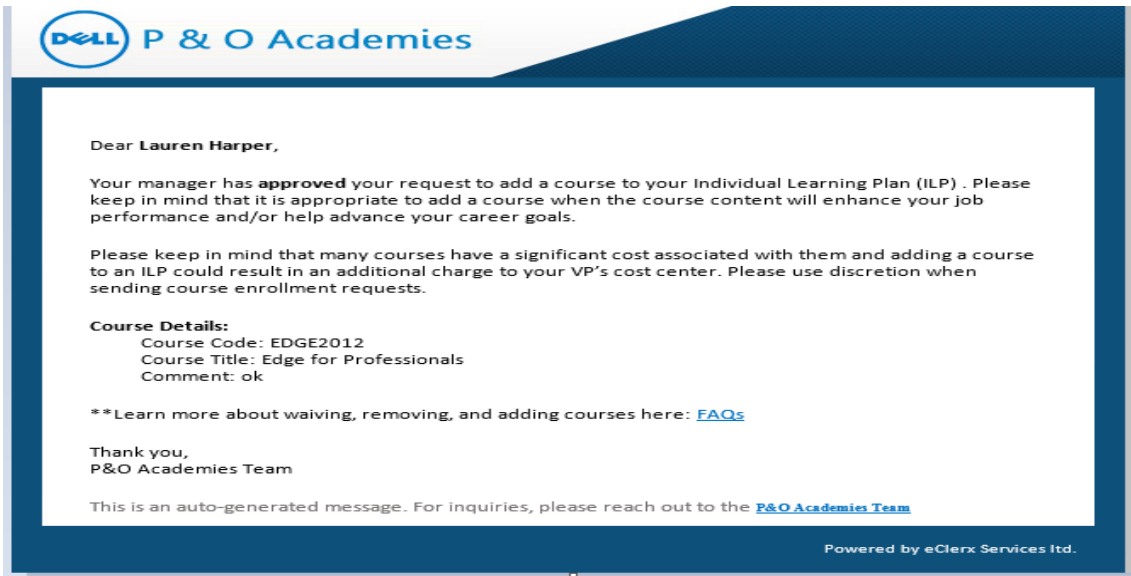 DELL P & O Academies
Dear Lauren Harper,
Your manager has approved your request to add a course to your Individual Learning Plan (ILP) . Please
keep in mind that it is appropriate to add a course when the course content will enhance your job
performance and/or help advance your career goals.
Please keep in mind that many courses have a significant cost associated with them and adding a course
to an ILP could result in an additional charge to your VP’s cost center. Please use discretion when
sending course enrollment requests.
Course Details:
Course Code: EDGE2012
Course Title: Edge for Professionals
Comment: ok
**Learn more about waiving, removing, and adding courses here: FAQs
Thank you,
P&O Academies Team
This is an auto-generated message. For inquiries, please reach out to the P&O Academies Team
Powered by eClerx Services ltd.